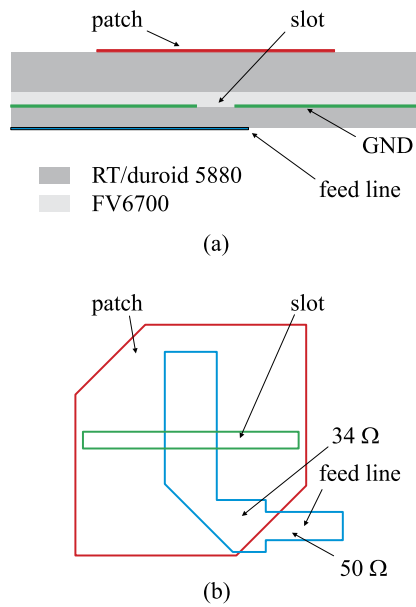 patch
slot
GND
feed line
RT/duroid 5880
FV6700
(a)
patch
slot
34 Ω
feed line
50 Ω
(b)